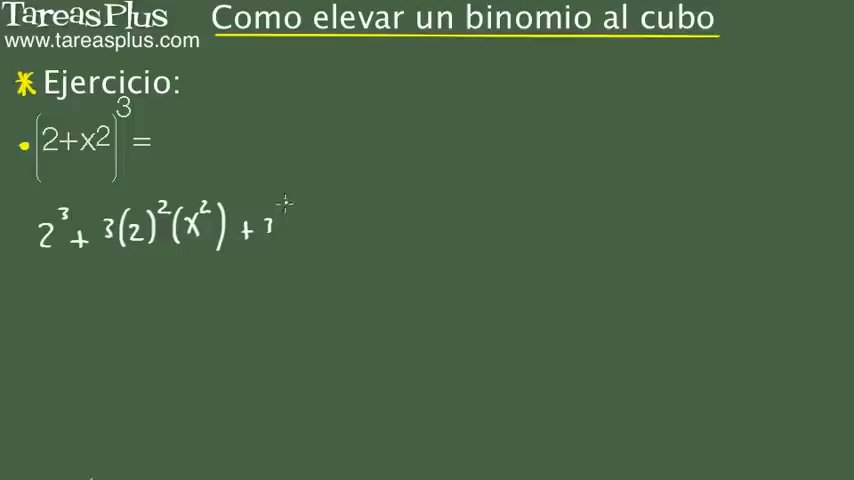 TareasPlus Como elevar un binomio al cubo
www.tareasplus.com
* Ejercicio:
• (2+x2)³ =
2³ + 3(2)²(x²) + 3